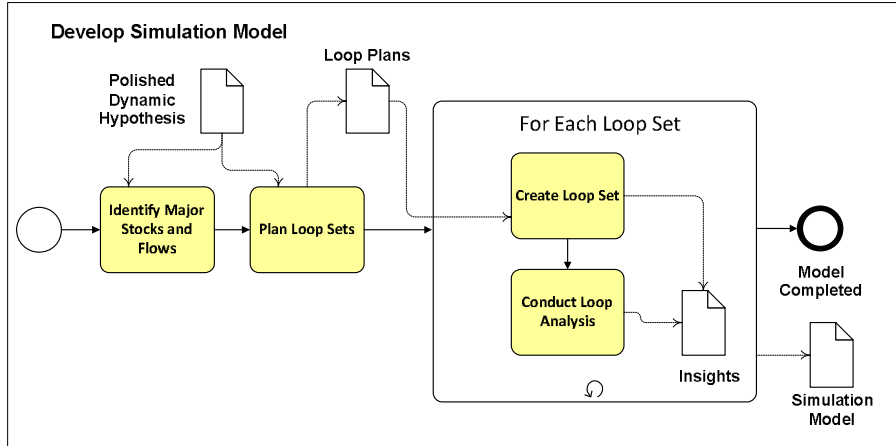 Develop Simulation Model
Loop Plans
Polished
Dynamic
Hypothesis
For Each Loop Set
Identify Major
Stocks and
Flows
Plan Loop Sets
Create Loop Set
Conduct Loop
Analysis
Insights
Model
Completed
Simulation
Model